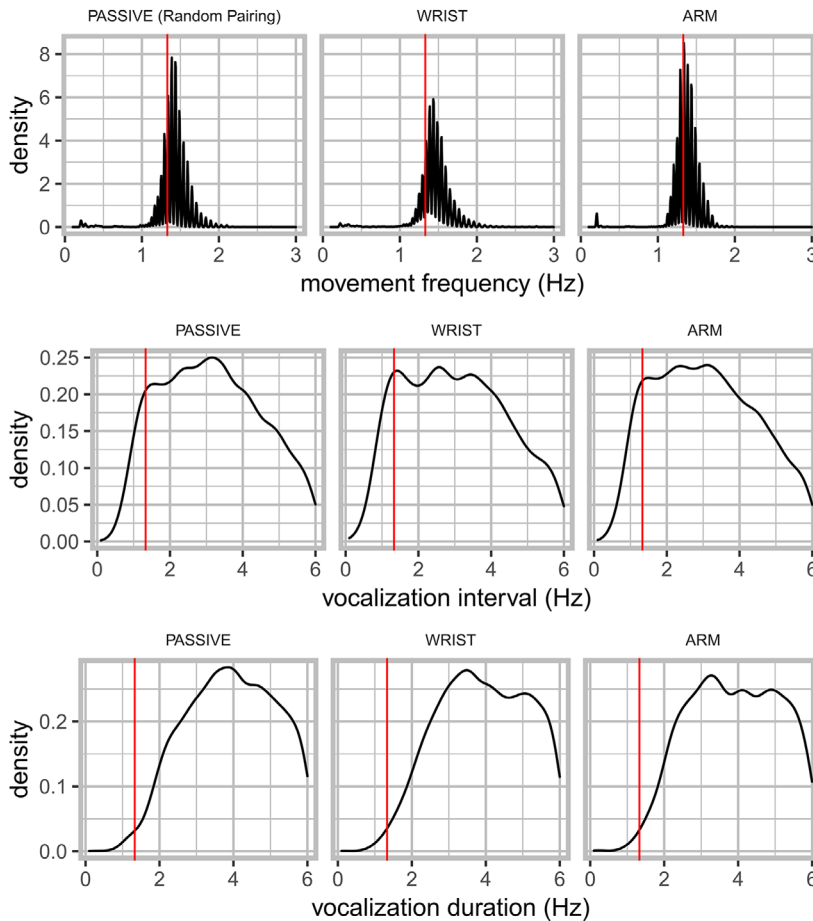 PASSIVE (Random Pairing) WRIST ARM
8
6
4
2
0
density
0 1 2 3 0 1 2 3 0 1 2 3
movement frequency (Hz)
PASSIVE WRIST ARM
0.25
0.20
0.15
0.10
0.05
0.00
density
0 2 4 6 0 2 4 6 0 2 4 6
vocalization interval (Hz)
PASSIVE WRIST ARM
0.2
0.1
0.0
density
0 2 4 6 0 2 4 6 0 2 4 6
vocalization duration (Hz)